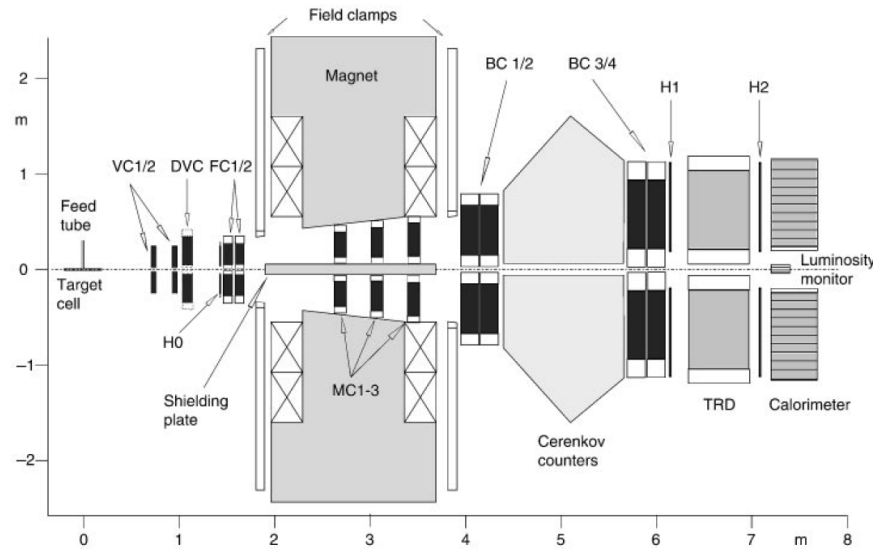 Field clamps
Magnet
BC 1/2
BC 3/4
H1
H2
VC1/2
DVC
FC1/2
Feed
tube
Target
cell
H0
Shielding
plate
MC1-3
Cerenkov
counters
TRD
Calorimeter
Luminosity
monitor
2
m
1
0
−1
−2
0
1
2
3
4
5
6
7
m
8